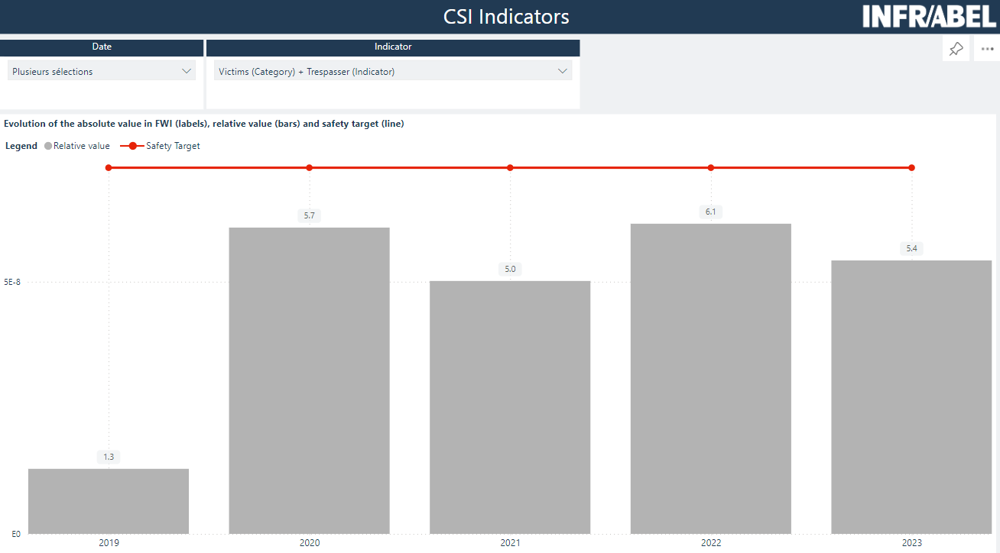 CSI Indicators
INFR/ABEL
Date
Indicator
Plusieurs sélections
Victims (Category) + Trespasser (Indicator)
Evolution of the absolute value in FWI (labels), relative value (bars) and safety target (line)
Legend Relative value Safety Target
6.1
5.7
5.4
5.0
5E-8
1.3
E0
2019 2020 2021 2022 2023